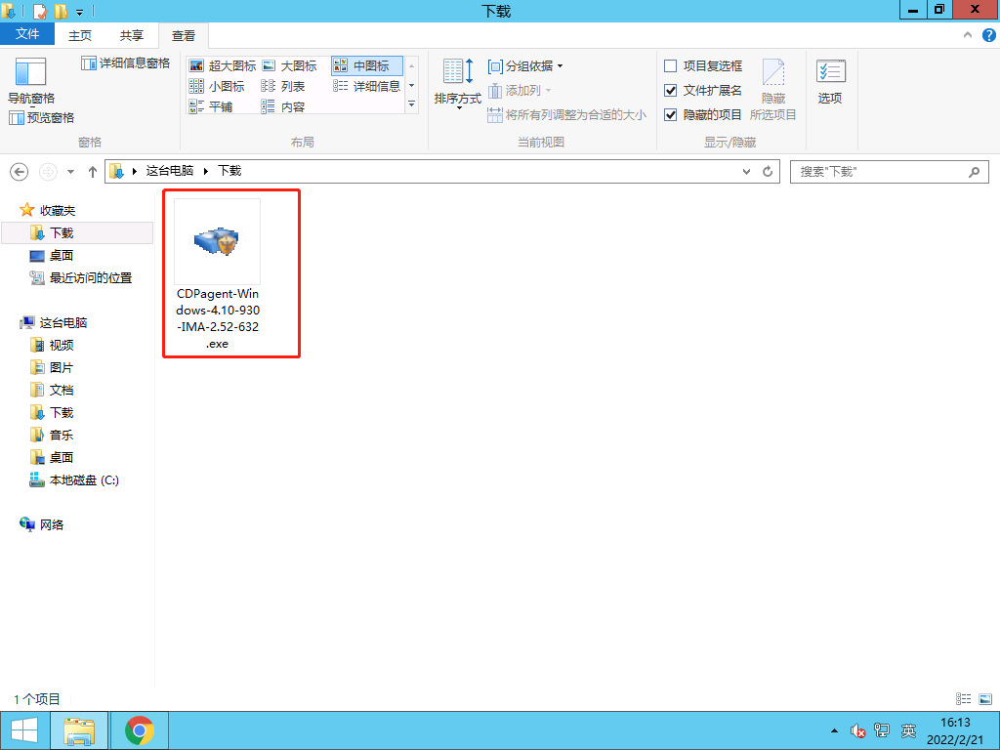 下载
文件 主页 共享 查看
导航窗格
预览窗格
详细信息窗格
窗格
超大图标 大图标 中图标
小图标 列表 详细信息
平铺 内容
布局
排序方式
分组依据
添加列
将所有列调整为合适的大小
当前视图
项目复选框
文件扩展名
隐藏的项目
隐藏
所选项目
显示/隐藏
选项
这台电脑 下载
搜索"下载"
收藏夹
下载
桌面
最近访问的位置
这台电脑
视频
图片
文档
下载
音乐
桌面
本地磁盘 (C:)
网络
CDPagent-Win
dows-4.10-930
-IMA-2.52-632
.exe
1 个项目
英
16:13
2022/2/21